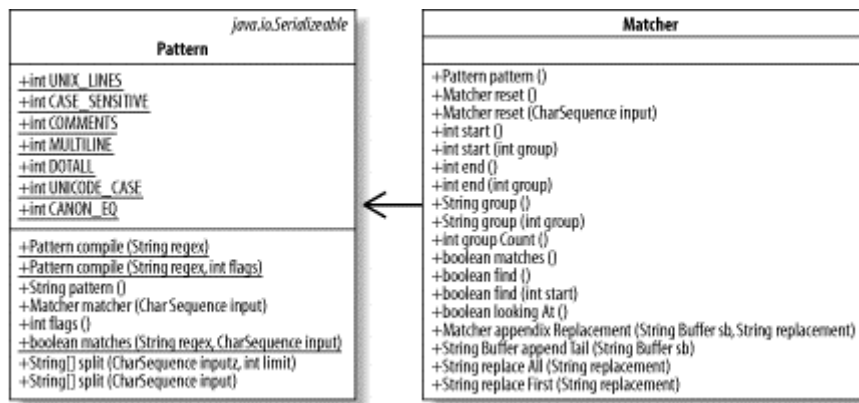 java.io.Serializeable
Pattern
+int UNIX_LINES
+int CASE_SENSITIVE
+int COMMENTS
+int MULTILINE
+int DOTALL
+int UNICODE_CASE
+int CANON_EQ
+Pattern compile (String regex)
+Pattern compile (String regex, int flags)
+String pattern ()
+Matcher matcher (Char Sequence input)
+int flags ()
+boolean matches (String regex, CharSequence input)
+String[] split (CharSequence inputz, int limit)
+String[] split (CharSequence input)
Matcher
+Pattern pattern ()
+Matcher reset ()
+Matcher reset (CharSequence input)
+int start ()
+int start (int group)
+int end ()
+int end (int group)
+String group ()
+String group (int group)
+int group Count ()
+boolean matches ()
+boolean find ()
+boolean find (int start)
+boolean looking At ()
+Matcher appendix Replacement (String Buffer sb, String replacement)
+String Buffer append Tail (String Buffer sb)
+String replace All (String replacement)
+String replace First (String replacement)